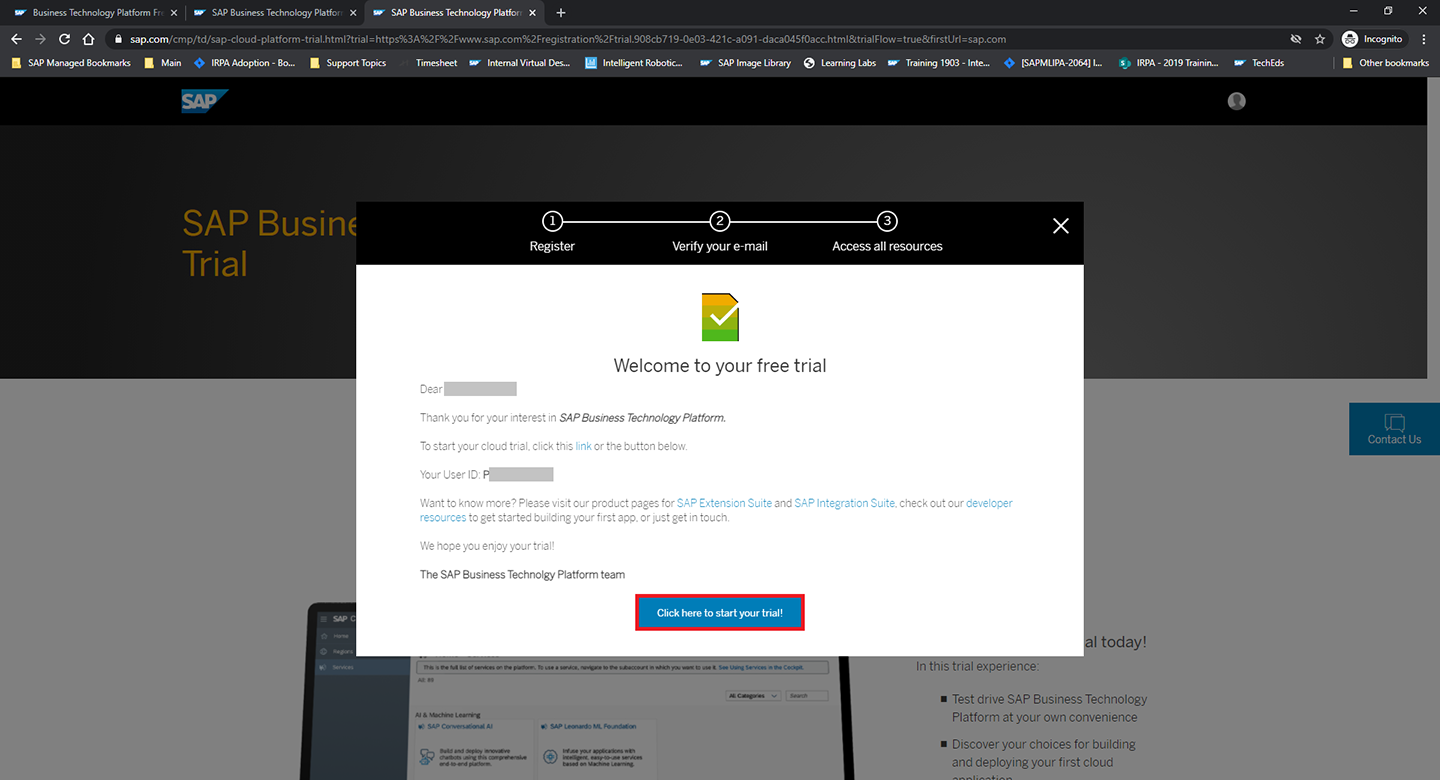 Business Technology Platform Fr
SAP Business Technology Platfor
SAP Business Technology Platfor
sap.com/cmp/td/sap-cloud-platform-trial.html?trial=https%3A%2F%2Fwww.sap.com%2Fregistration%2Ftrial.908cb719-0e03-421c-a091-daca045f0acc.html&trialFlow=true&firstUrl=sap.com
Incognito
SAP Managed Bookmarks
Main
IRPA Adoption - Bo...
Support Topics
Timesheet
Internal Virtual Des...
Intelligent Robotic...
SAP Image Library
Learning Labs
Training 1903 - Inte...
[SAPMLIPA-2064] I...
IRPA - 2019 Trainin...
TechEds
Other bookmarks
SAP
SAP Busine
Trial
1
2
3
Register
Verify your e-mail
Access all resources
Welcome to your free trial
Dear
Thank you for your interest in SAP Business Technology Platform.
To start your cloud trial, click this link or the button below.
Your User ID: P
Want to know more? Please visit our product pages for SAP Extension Suite and SAP Integration Suite, check out our developer
resources to get started building your first app, or just get in touch.
We hope you enjoy your trial!
The SAP Business Technolgy Platform team
Click here to start your trial!
Contact Us
SAP C
Home
Regions
Services
This is the full list of services on the platform. To use a service, navigate to the subaccount in which you want to use it. See Using Services in the Cockpit.
All: 89
All Categories
Search
AI & Machine Learning
SAP Conversational AI
Build and deploy innovative
chatbots using this comprehensive
end-to-end platform.
SAP Leonardo ML Foundation
Infuse your applications with
intelligent, easy-to-use services
based on Machine Learning.
al today!
In this trial experience:
Test drive SAP Business Technology
Platform at your own convenience
Discover your choices for building
and deploying your first cloud
application